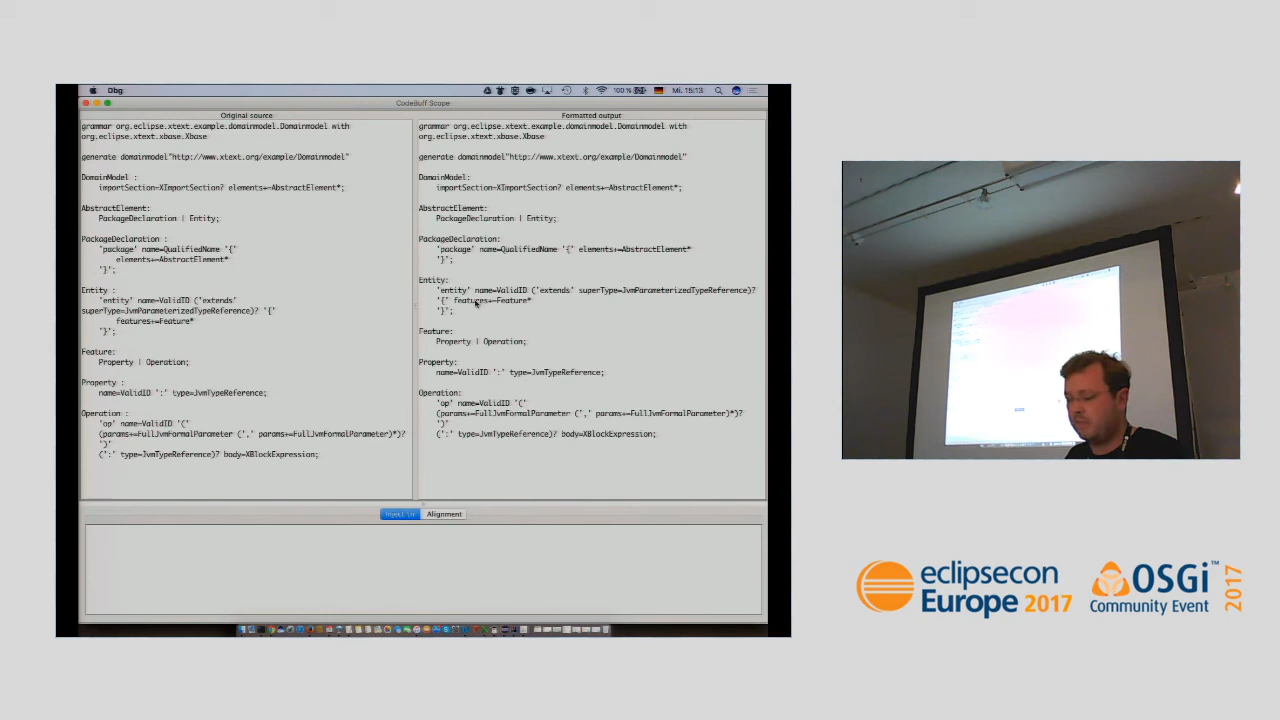 Dbg
100 %
Mi. 15:13
CodeBuff Scope
Original source
grammar org.eclipse.xtext.example.domainmodel.Domainmodel with
org.eclipse.xtext.xbase.Xbase
generate domainmodel"http://www.xtext.org/example/Domainmodel"
DomainModel :
importSection=XImportSection? elements+=AbstractElement*;
AbstractElement:
PackageDeclaration | Entity;
PackageDeclaration :
'package' name=QualifiedName '{'
elements+=AbstractElement*
'}';
Entity :
'entity' name=ValidID ('extends'
superType=JvmParameterizedTypeReference)? '{'
features+=Feature*
'}';
Feature:
Property | Operation;
Property :
name=ValidID ':' type=JvmTypeReference;
Operation :
'op' name=ValidID '('
(params+=FullJvmFormalParameter (',' params+=FullJvmFormalParameter)*)?
')'
(':' type=JvmTypeReference)? body=XBlockExpression;
Formatted output
grammar org.eclipse.xtext.example.domainmodel.Domainmodel with
org.eclipse.xtext.xbase.Xbase
generate domainmodel"http://www.xtext.org/example/Domainmodel"
DomainModel:
importSection=XImportSection? elements+=AbstractElement*;
AbstractElement:
PackageDeclaration | Entity;
PackageDeclaration:
'package' name=QualifiedName '{' elements+=AbstractElement*
'}';
Entity:
'entity' name=ValidID ('extends' superType=JvmParameterizedTypeReference)?
'{' features+=Feature*
'}';
Feature:
Property | Operation;
Property:
name=ValidID ':' type=JvmTypeReference;
Operation:
'op' name=ValidID '('
(params+=FullJvmFormalParameter (',' params+=FullJvmFormalParameter)*)?
')'
(':' type=JvmTypeReference)? body=XBlockExpression;
Inject \n
Alignment
eclipsecon
Europe 2017
OSGi™
Community Event
2017